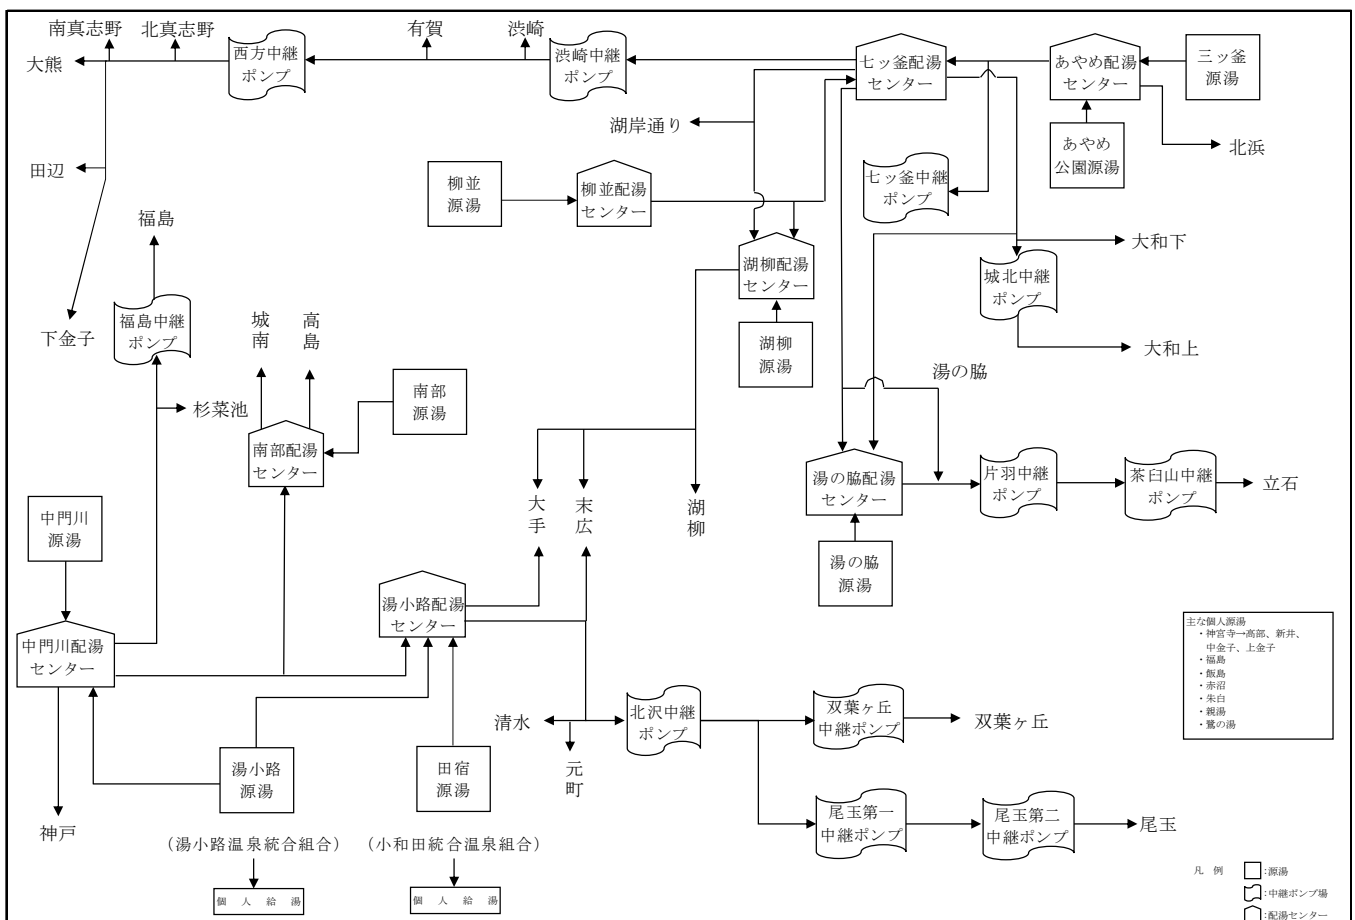 南真志野
北真志野
大熊
西方中継
ポンプ
有賀
渋崎
渋崎中継
ポンプ
七ッ釜配湯
センター
あやめ配湯
センター
三ッ釜
源湯
湖岸通り
あやめ
公園源湯
北浜
田辺
柳並
源湯
柳並配湯
センター
七ッ釜中継
ポンプ
福島
大和下
湖柳配湯
センター
城北中継
ポンプ
下金子
福島中継
ポンプ
城南
高島
湖柳
源湯
大和上
湯の脇
杉菜池
南部
源湯
南部配湯
センター
湯の脇配湯
センター
片羽中継
ポンプ
茶臼山中継
ポンプ
立石
大手
末広
湖柳
中門川
源湯
湯の脇
源湯
湯小路配湯
センター
中門川配湯
センター
主な個人源湯
・神宮寺→高部、新井、
中金子、上金子
・福島
・飯島
・赤沼
・朱白
・親湯
・鷺の湯
清水
北沢中継
ポンプ
双葉ヶ丘
中継ポンプ
双葉ヶ丘
元町
湯小路
源湯
田宿
源湯
神戸
尾玉第一
中継ポンプ
尾玉第二
中継ポンプ
尾玉
(湯小路温泉統合組合)
(小和田統合温泉組合)
個人給湯
個人給湯
凡例
:源湯
:中継ポンプ場
:配湯センター